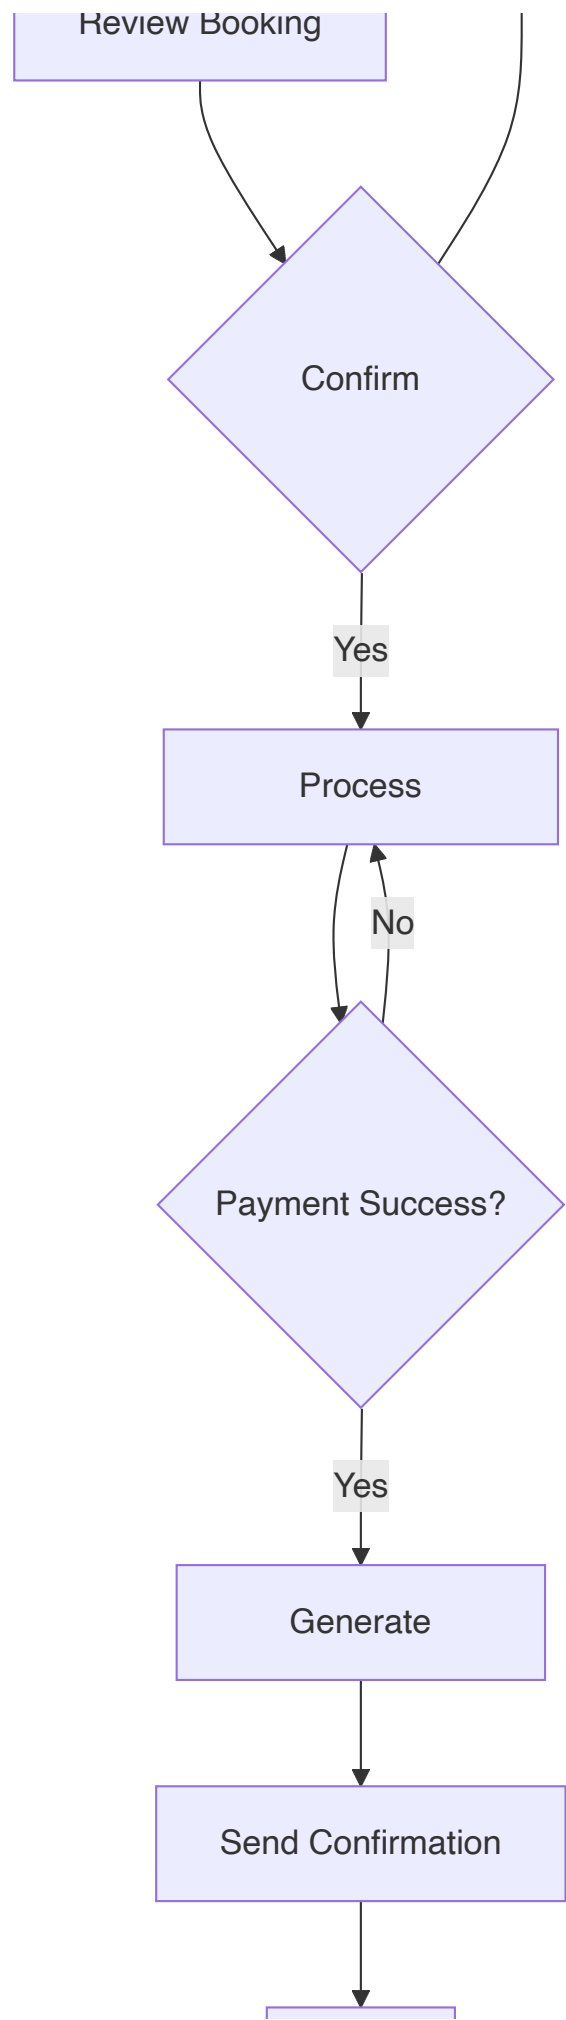 Review Booking
Confirm
Yes
Process
No
Payment Success?
Yes
Generate
Send Confirmation